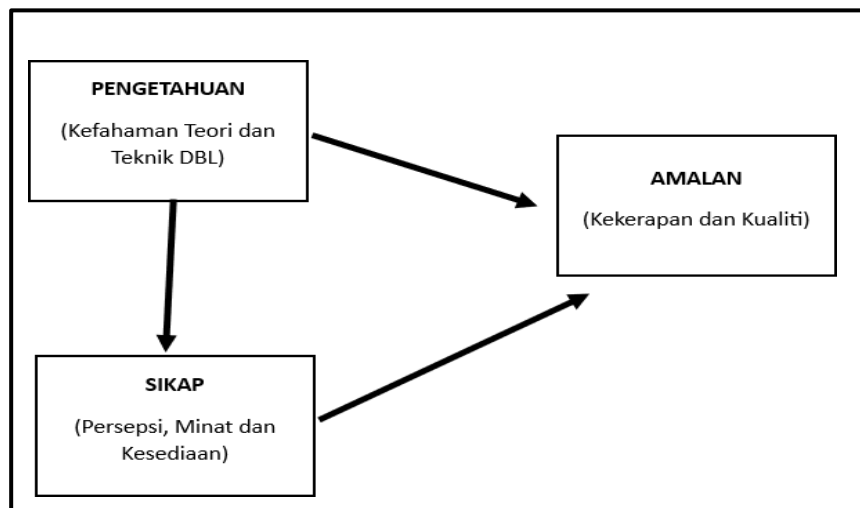 PENGETAHUAN
(Kefahaman Teori dan
Teknik DBL)
AMALAN
(Kekerapan dan Kualiti)
SIKAP
(Persepsi, Minat dan
Kesediaan)